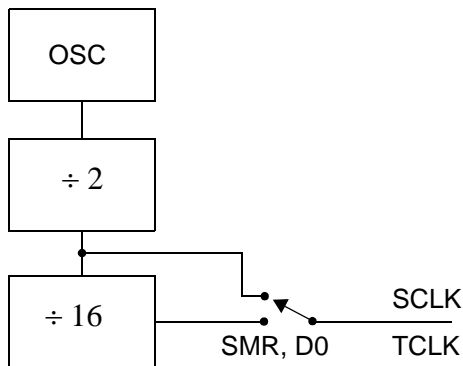 OSC
÷ 2
÷ 16
SCLK
SMR, D0
TCLK